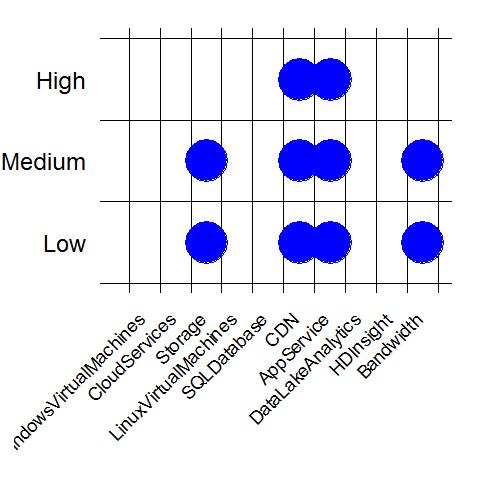 High
Medium
Low
ndowsVirtualMachines
CloudServices
Storage
LinuxVirtualMachines
SQLDatabase
CDN
AppService
DataLakeAnalytics
HDInsight
Bandwidth